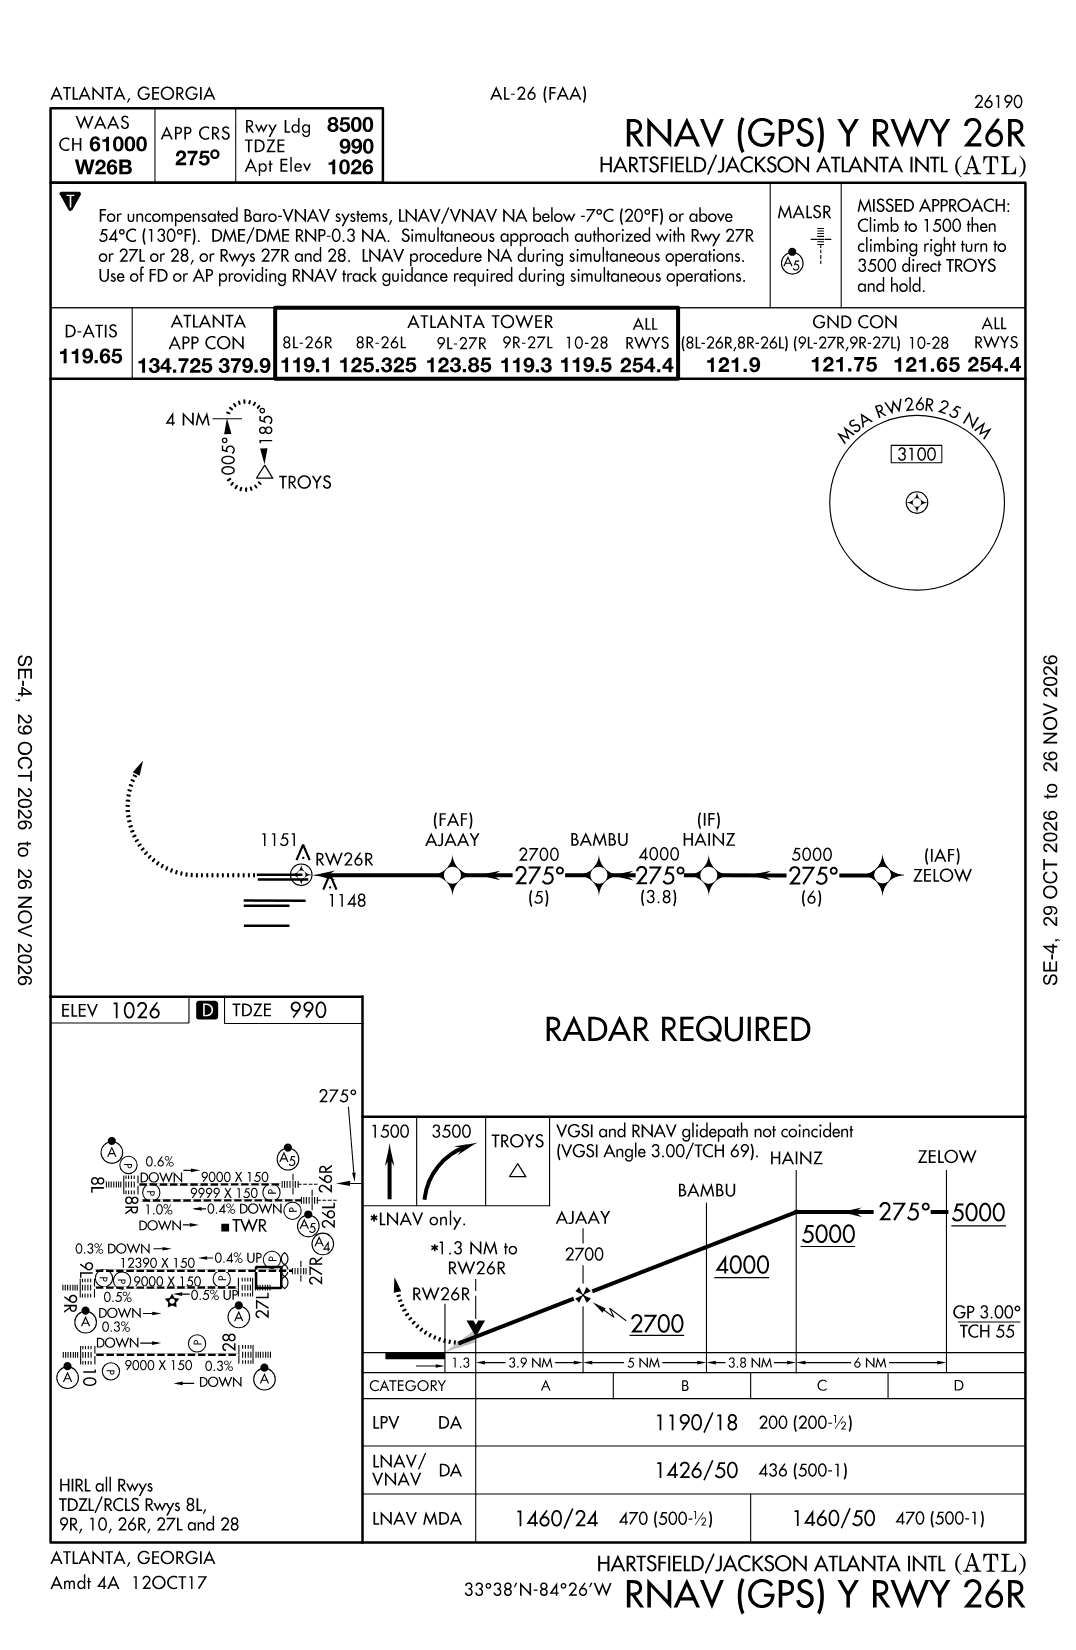 ATLANTA, GEORGIA
AL-26 (FAA)
26190
WAAS
CH 61000
W26B
APP CRS
275°
Rwy Ldg 8500
TDZE 990
Apt Elev 1026
RNAV (GPS) Y RWY 26R
HARTSFIELD/JACKSON ATLANTA INTL (ATL)
T
For uncompensated Baro-VNAV systems, LNAV/VNAV NA below -7°C (20°F) or above
54°C (130°F). DME/DME RNP-0.3 NA. Simultaneous approach authorized with Rwy 27R
or 27L or 28, or Rwys 27R and 28. LNAV procedure NA during simultaneous operations.
Use of FD or AP providing RNAV track guidance required during simultaneous operations.
MALSR
A5
MISSED APPROACH:
Climb to 1500 then
climbing right turn to
3500 direct TROYS
and hold.
D-ATIS
119.65
ATLANTA
APP CON
134.725 379.9
ATLANTA TOWER
8L-26R 8R-26L 9L-27R 9R-27L 10-28 ALL RWYS
119.1 125.325 123.85 119.3 119.5 254.4
GND CON
(8L-26R,8R-26L) (9L-27R,9R-27L) 10-28 ALL RWYS
121.9 121.75 121.65 254.4
4 NM
005°
185°
TROYS
MSA RW26R 25 NM
3100
SE-4, 29 OCT 2026 to 26 NOV 2026
SE-4, 29 OCT 2026 to 26 NOV 2026
1151
RW26R
1148
(FAF)
AJAAY
2700
275°
(5)
BAMBU
4000
275°
(3.8)
(IF)
HAINZ
5000
275°
(6)
(IAF)
ZELOW
ELEV 1026
D
TDZE 990
RADAR REQUIRED
275°
A
P
0.6%
DOWN
9000 X 150
A5
26R
8L
8R
P
9999 X 150
P
1.0%
DOWN
0.4% DOWN
P
26L
TWR
A5
A4
0.3% DOWN
12390 X 150
0.4% UP
P
27R
9L
9R
P
P
9000 X 150
P
0.5%
DOWN
0.5% UP
27L
A
A
0.3%
DOWN
P
28
10
A
P
9000 X 150
0.3%
DOWN
A
HIRL all Rwys
TDZL/RCLS Rwys 8L,
9R, 10, 26R, 27L and 28
1500
3500
TROYS
VGSI and RNAV glidepath not coincident
(VGSI Angle 3.00/TCH 69).
HAINZ
ZELOW
BAMBU
AJAAY
*LNAV only.
*1.3 NM to
RW26R
2700
RW26R
275°
5000
5000
4000
2700
GP 3.00°
TCH 55
1.3
3.9 NM
5 NM
3.8 NM
6 NM
CATEGORY A B C D
LPV DA 1190/18 200 (200-½)
LNAV/
VNAV DA 1426/50 436 (500-1)
LNAV MDA 1460/24 470 (500-½) 1460/50 470 (500-1)
ATLANTA, GEORGIA
Amdt 4A 12OCT17
33°38'N-84°26'W
HARTSFIELD/JACKSON ATLANTA INTL (ATL)
RNAV (GPS) Y RWY 26R